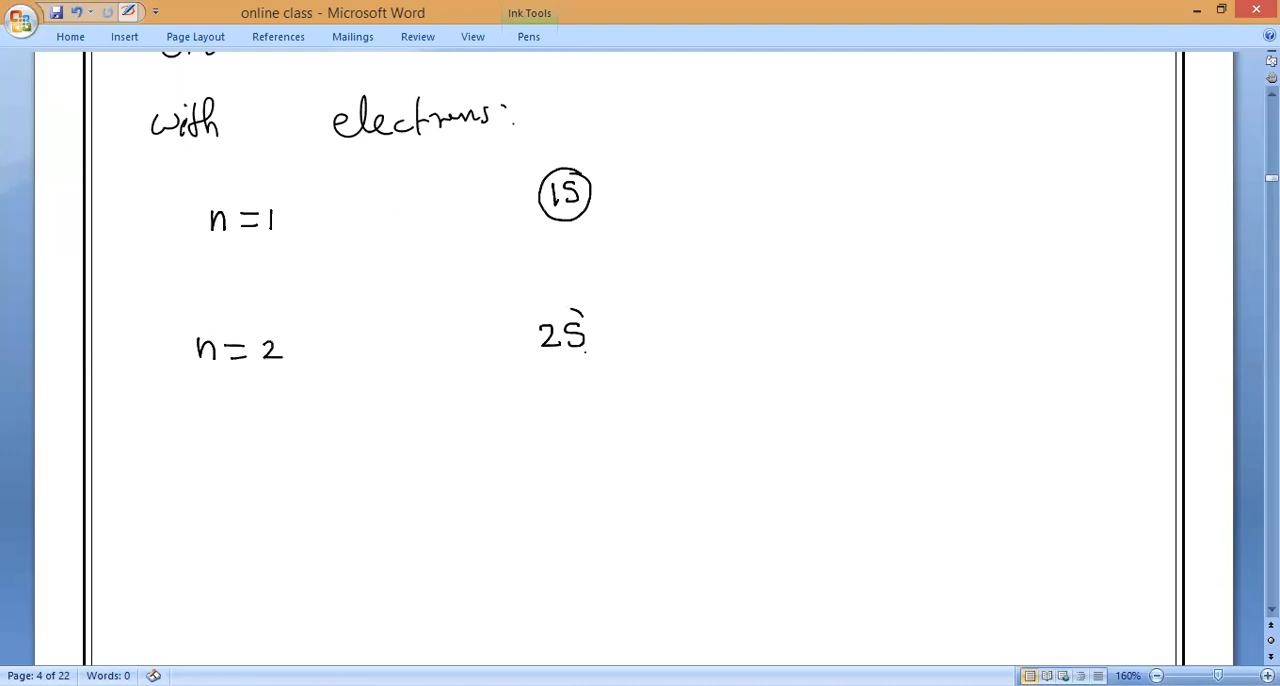 online class - Microsoft Word
Ink Tools
Home Insert Page Layout References Mailings Review View Pens
with electrons:
1S
n = 1
2S
n = 2
Page: 4 of 22 Words: 0 160%